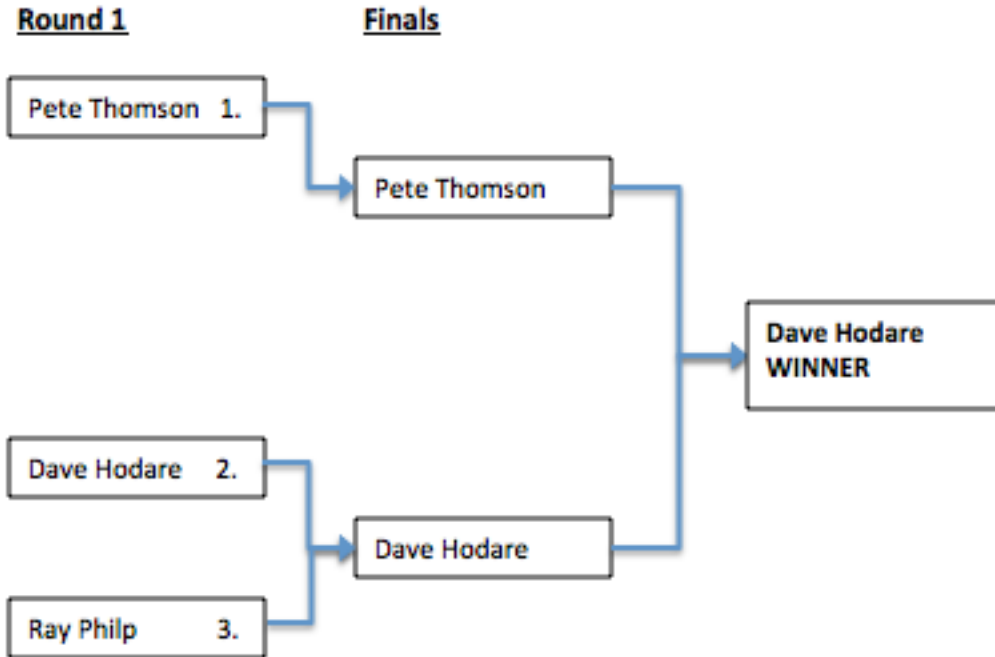 Round 1
Finals
Pete Thomson 1.
Pete Thomson
Dave Hodare
WINNER
Dave Hodare 2.
Dave Hodare
Ray Philp 3.